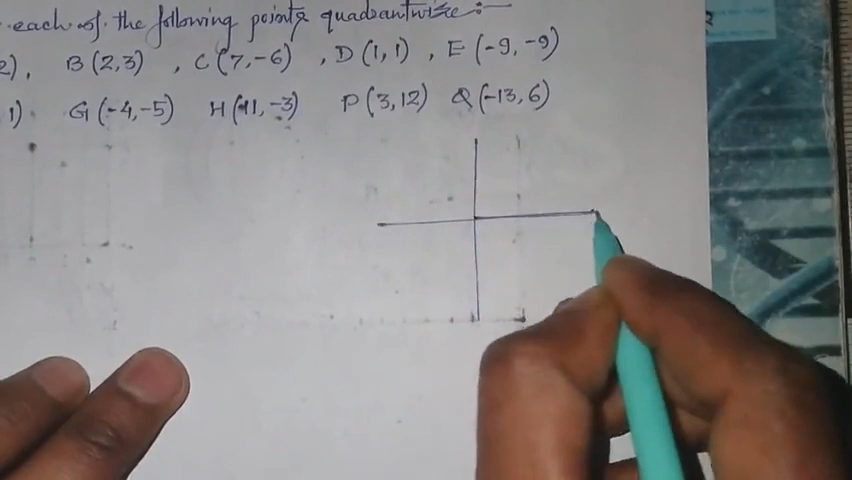 each of the following points quadrantwise :-
2), B(2,3) , C(7,-6) , D(1,1) , E(-9,-9)
1) G(-4,-5) H(11,-3) P(3,12) Q(-13,6)